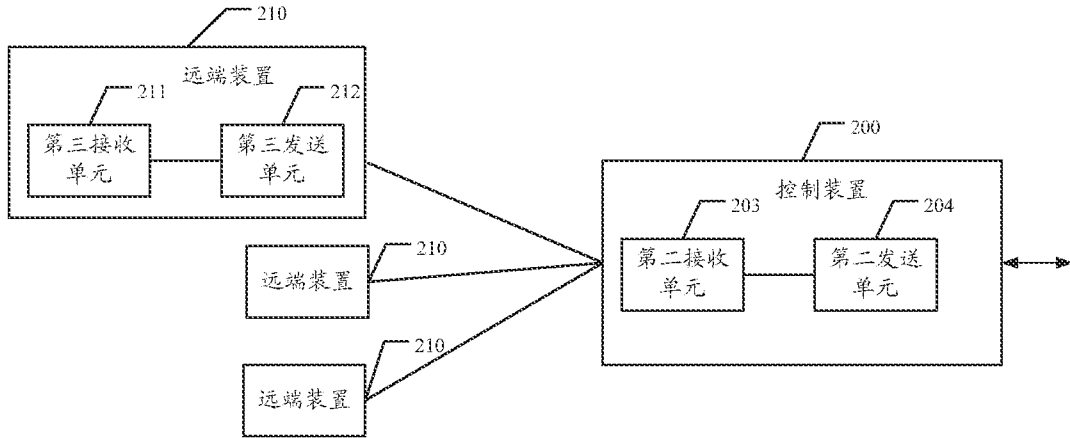 210
远端装置
211
212
第三接收
单元
第三发送
单元
200
控制装置
203
204
第二接收
单元
第二发送
单元
210
远端装置
210
远端装置